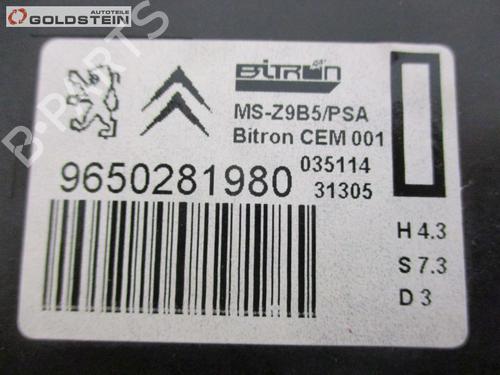 AUTOTEILE
GOLDSTEIN
B-PARTS
BiTRON
MS-Z9B5/PSA
Bitron CEM 001
9650281980
035114
31305
H 4.3
S 7.3
D 3